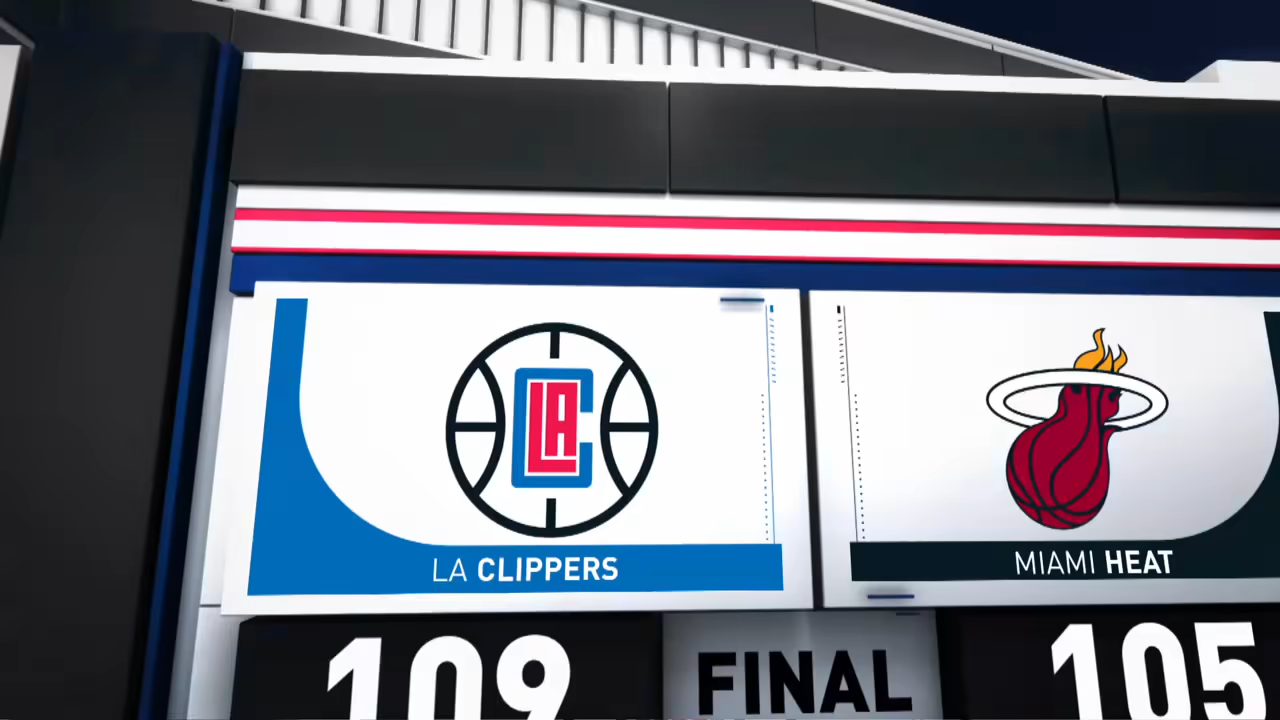 LA
LA CLIPPERS
MIAMI HEAT
109
FINAL
105